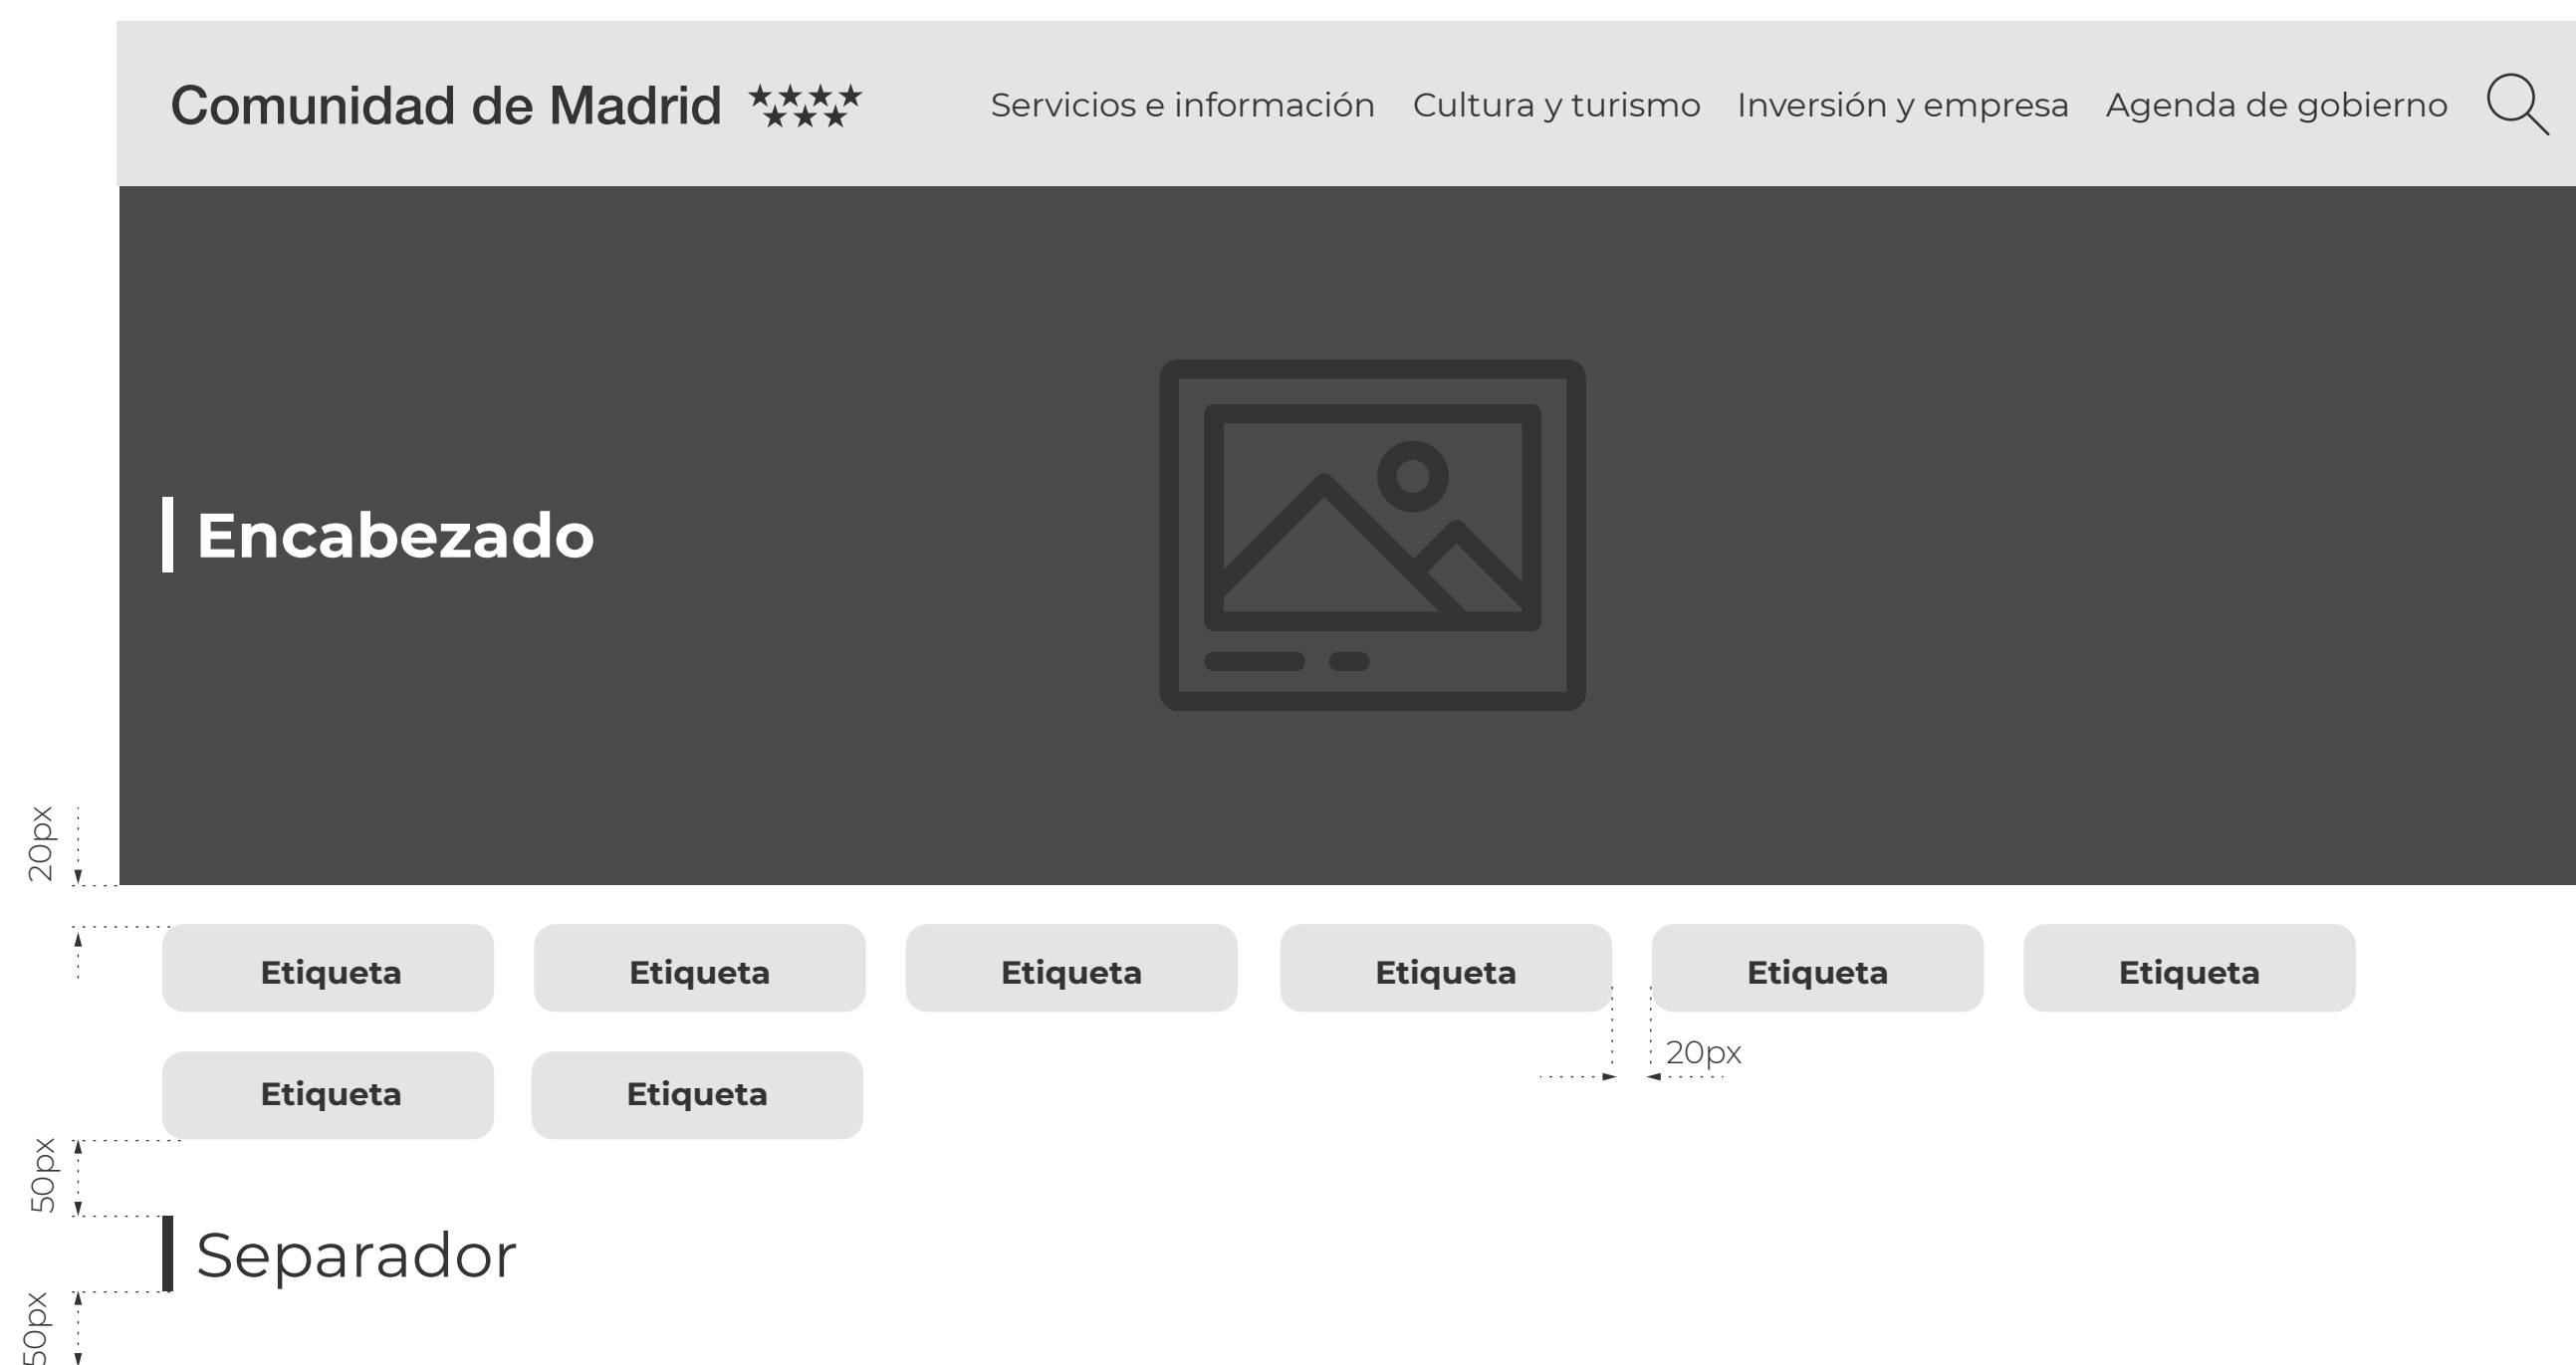 Comunidad de Madrid
Servicios e información Cultura y turismo Inversión y empresa Agenda de gobierno
Encabezado
20px
Etiqueta Etiqueta Etiqueta Etiqueta Etiqueta Etiqueta
20px
Etiqueta Etiqueta
50px
Separador
50px